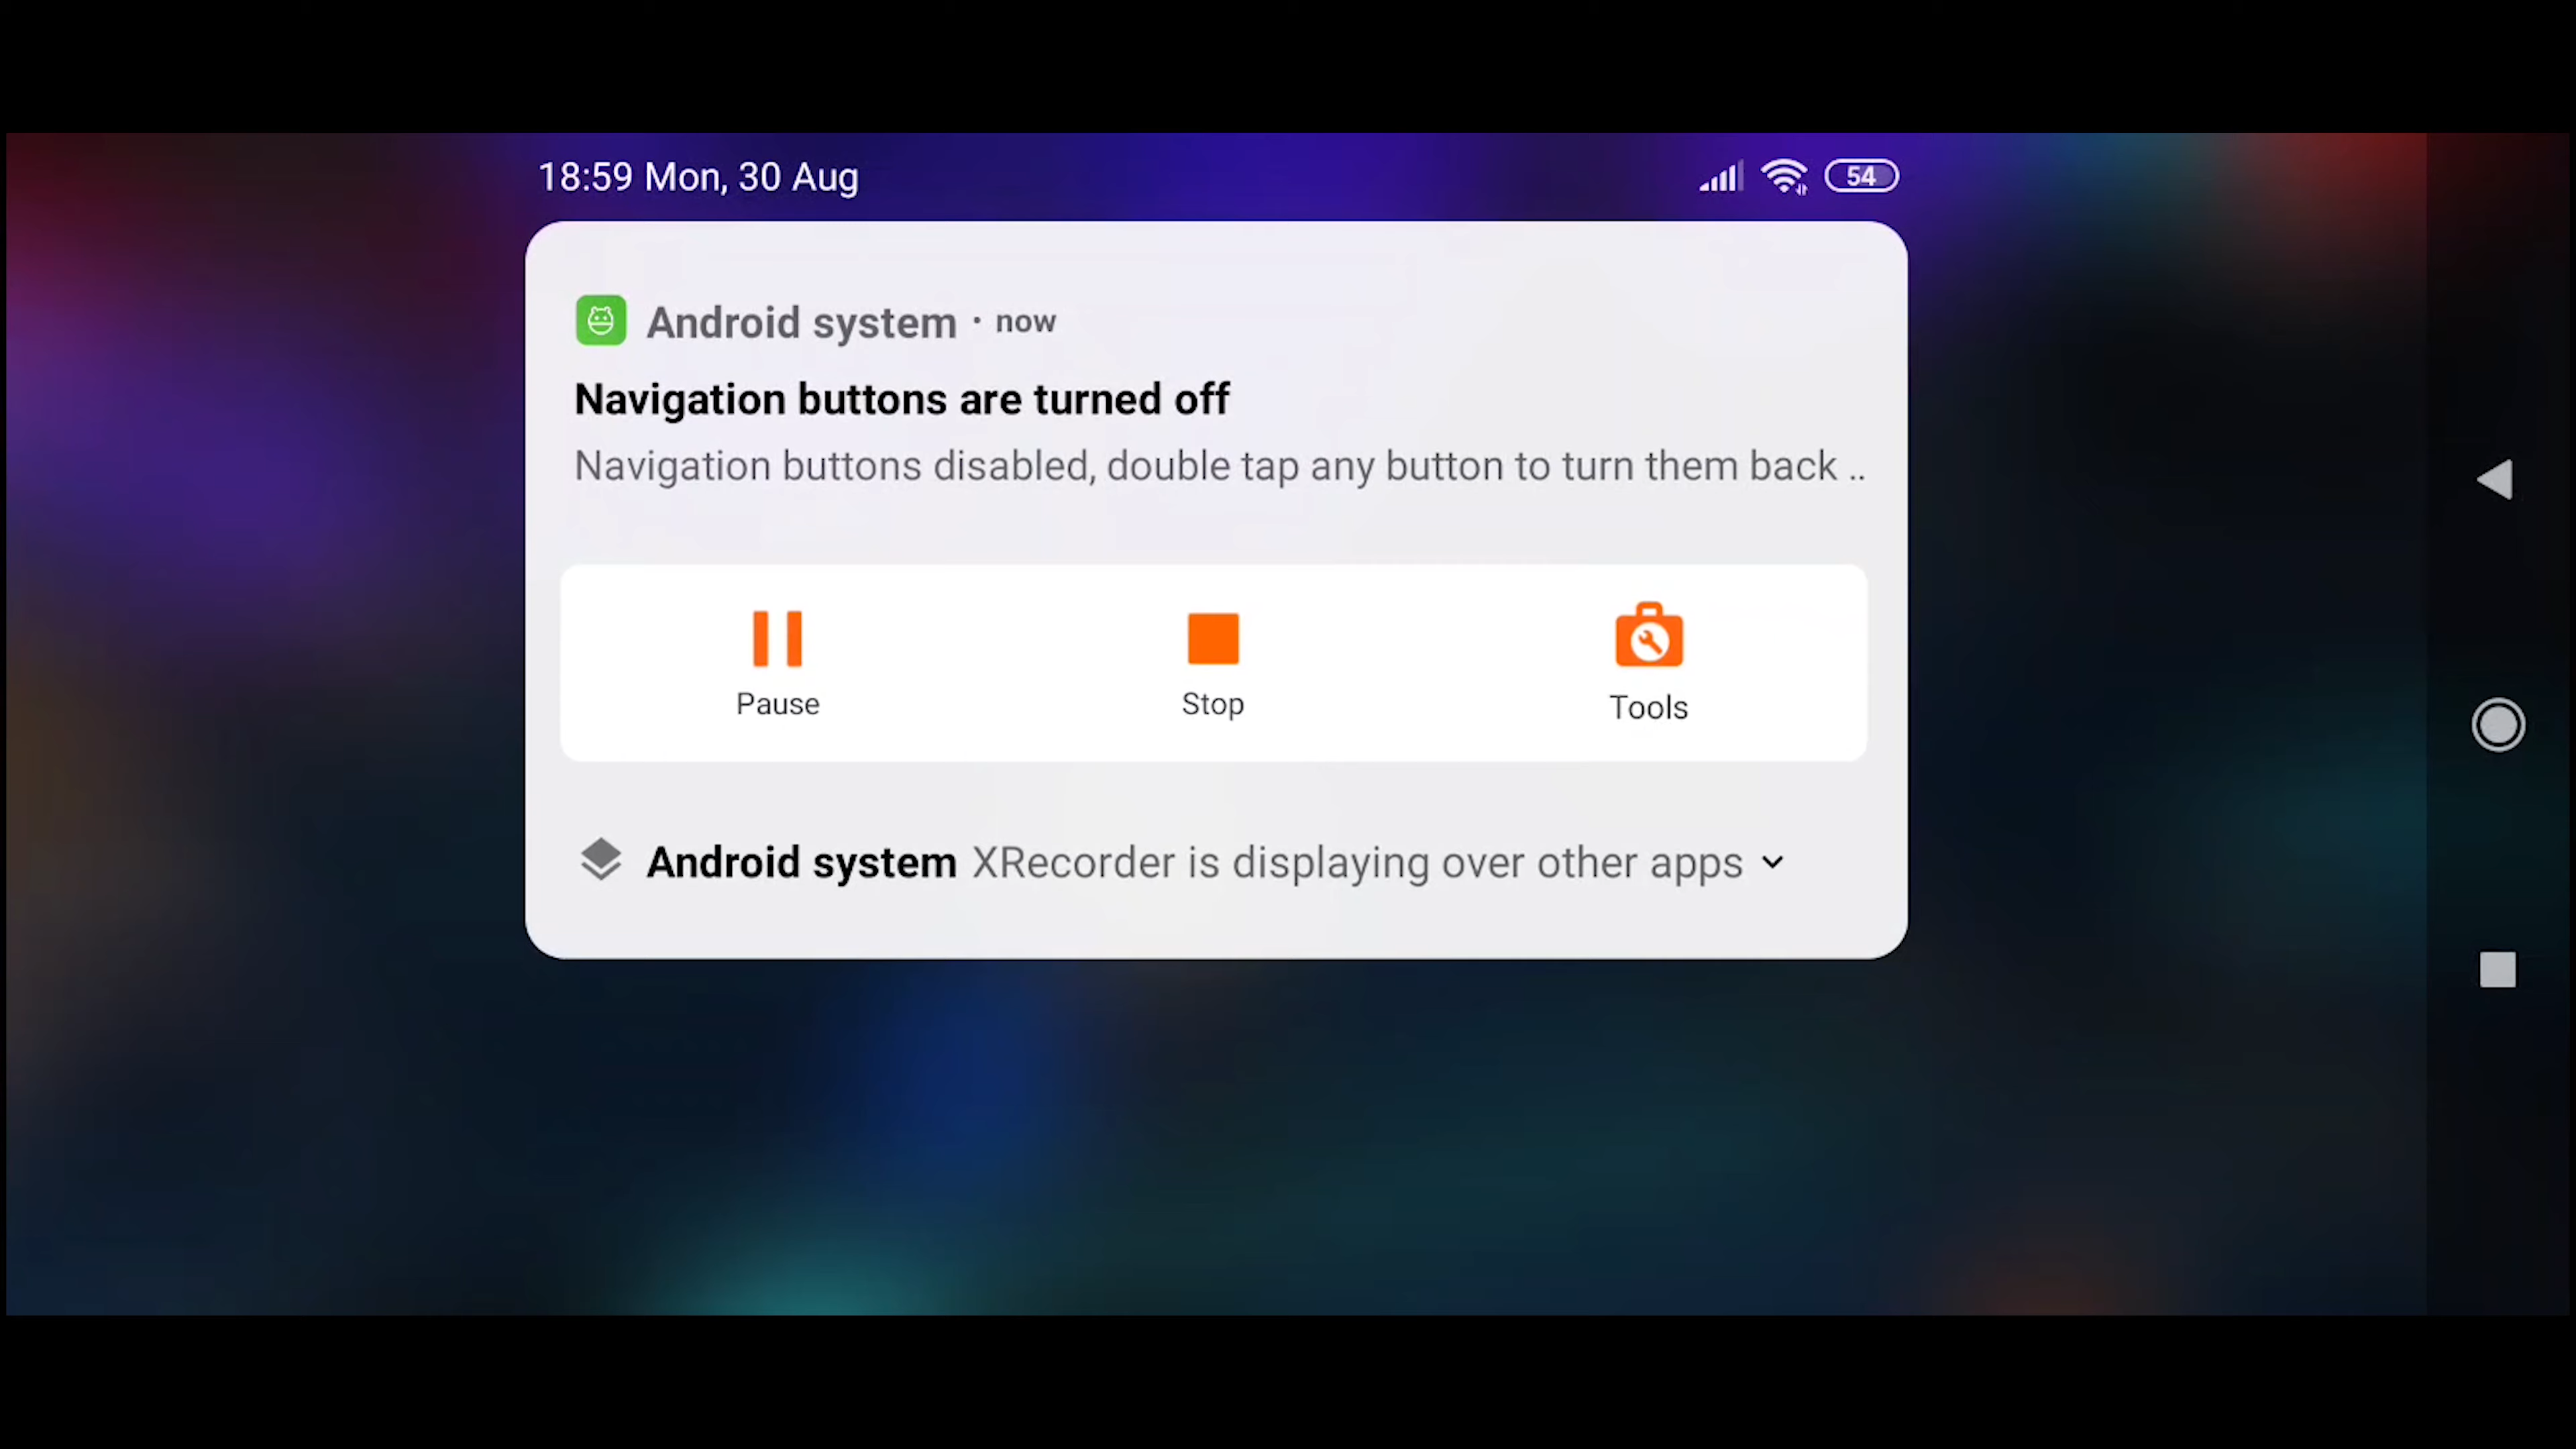 18:59 Mon, 30 Aug
54
Android system · now
Navigation buttons are turned off
Navigation buttons disabled, double tap any button to turn them back ..
Pause
Stop
Tools
Android system XRecorder is displaying over other apps